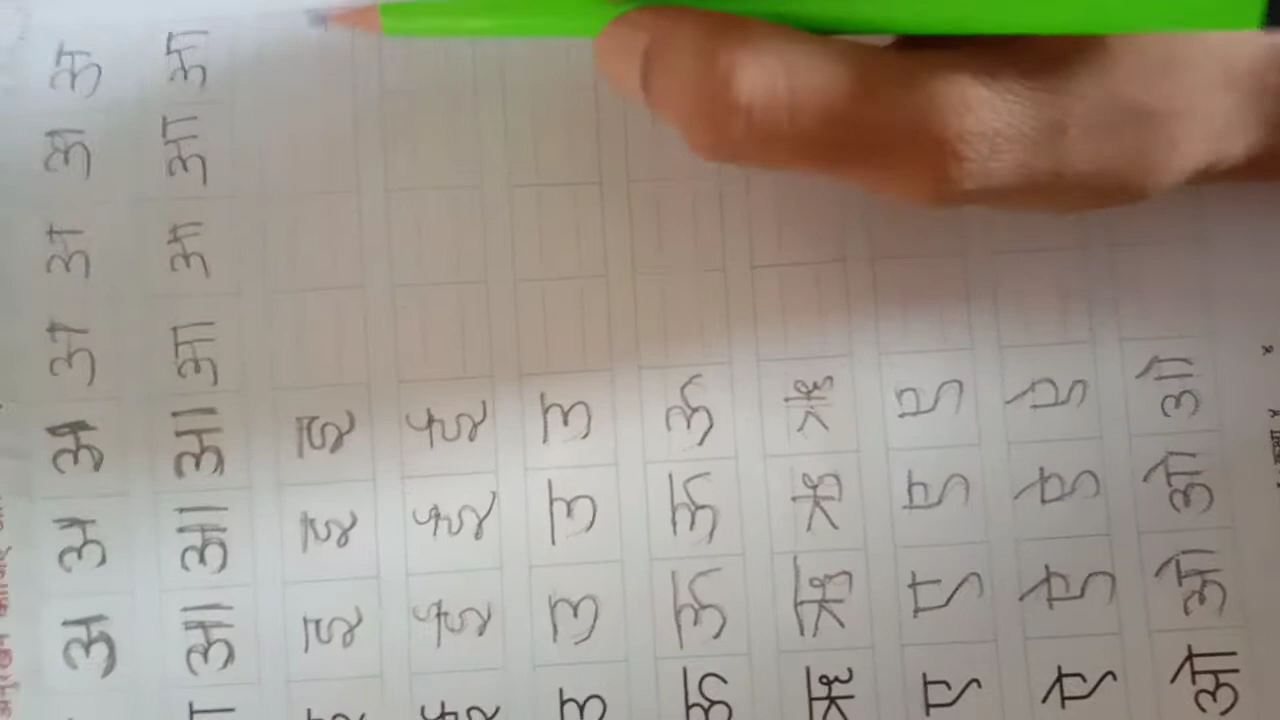 अ अ अ अ अ अ अ
आ आ आ आ आ आ आ
इ इ इ
ई ई ई
उ उ उ उ
ऊ ऊ ऊ ऊ
ऋ ऋ ऋ ऋ
ए ए ए ए
ऐ ऐ ऐ ऐ
ओ ओ ओ ओ